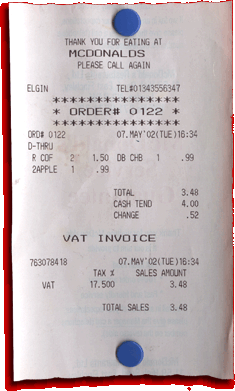 THANK YOU FOR EATING AT
MCDONALDS
PLEASE CALL AGAIN
ELGIN TEL#01343556347
******************
* ORDER# 0122 *
******************
ORD# 0122 07.MAY'02(TUE)16:34
D-THRU
R COF 2 1.50 DB CHB 1 .99
2APPLE 1 .99
TOTAL 3.48
CASH TEND 4.00
CHANGE .52
VAT INVOICE
763078418 07.MAY'02(TUE)16:34
TAX % SALES AMOUNT
VAT 17.500 3.48
TOTAL SALES 3.48